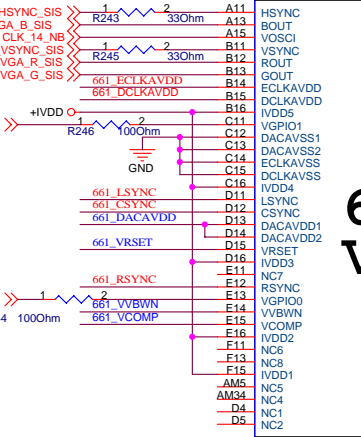 HSYNC_SIS 1 2 A11 HSYNC
R243 33Ohm
GA_B_SIS A13 BOUT
CLK_14_NB A15 VOSCI
VSYNC_SIS 1 2 B11 VSYNC
R245 33Ohm
VGA_R_SIS B12 ROUT
VGA_G_SIS B13 GOUT
661_ECLKAVDD B14 ECLKAVDD
661_DCLKAVDD B15 DCLKAVDD
+IVDD B16 IVDD5
1 2 C11 VGPIO1
R246 100Ohm
C12 DACAVSS1
C13 DACAVSS2
GND C14 ECLKAVSS
C15 DCLKAVSS
C16 IVDD4
661_LSYNC D11 LSYNC
661_CSYNC D12 CSYNC
661_DACAVDD D13 DACAVDD1
D14 DACAVDD2
661_VRSET D15 VRSET
D16 IVDD3
E11 NC7
661_RSYNC E12 RSYNC
1 2 E13 VGPIO0
4 100Ohm
661_VVBWN E14 VVBWN
661_VCOMP E15 VCOMP
E16 IVDD2
F11 NC6
F13 NC8
F15 IVDD1
AM5 NC5
AM34 NC4
D4 NC1
D5 NC2